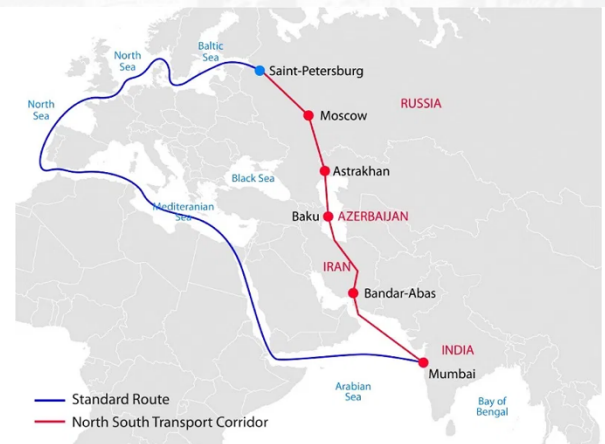 Baltic
Sea
North
Sea
Saint-Petersburg
North
Sea
RUSSIA
Moscow
Astrakhan
Black Sea
Mediteranian
Sea
Baku
AZERBAIJAN
IRAN
Bandar-Abas
INDIA
Mumbai
Arabian
Sea
Bay of
Bengal
Standard Route
North South Transport Corridor